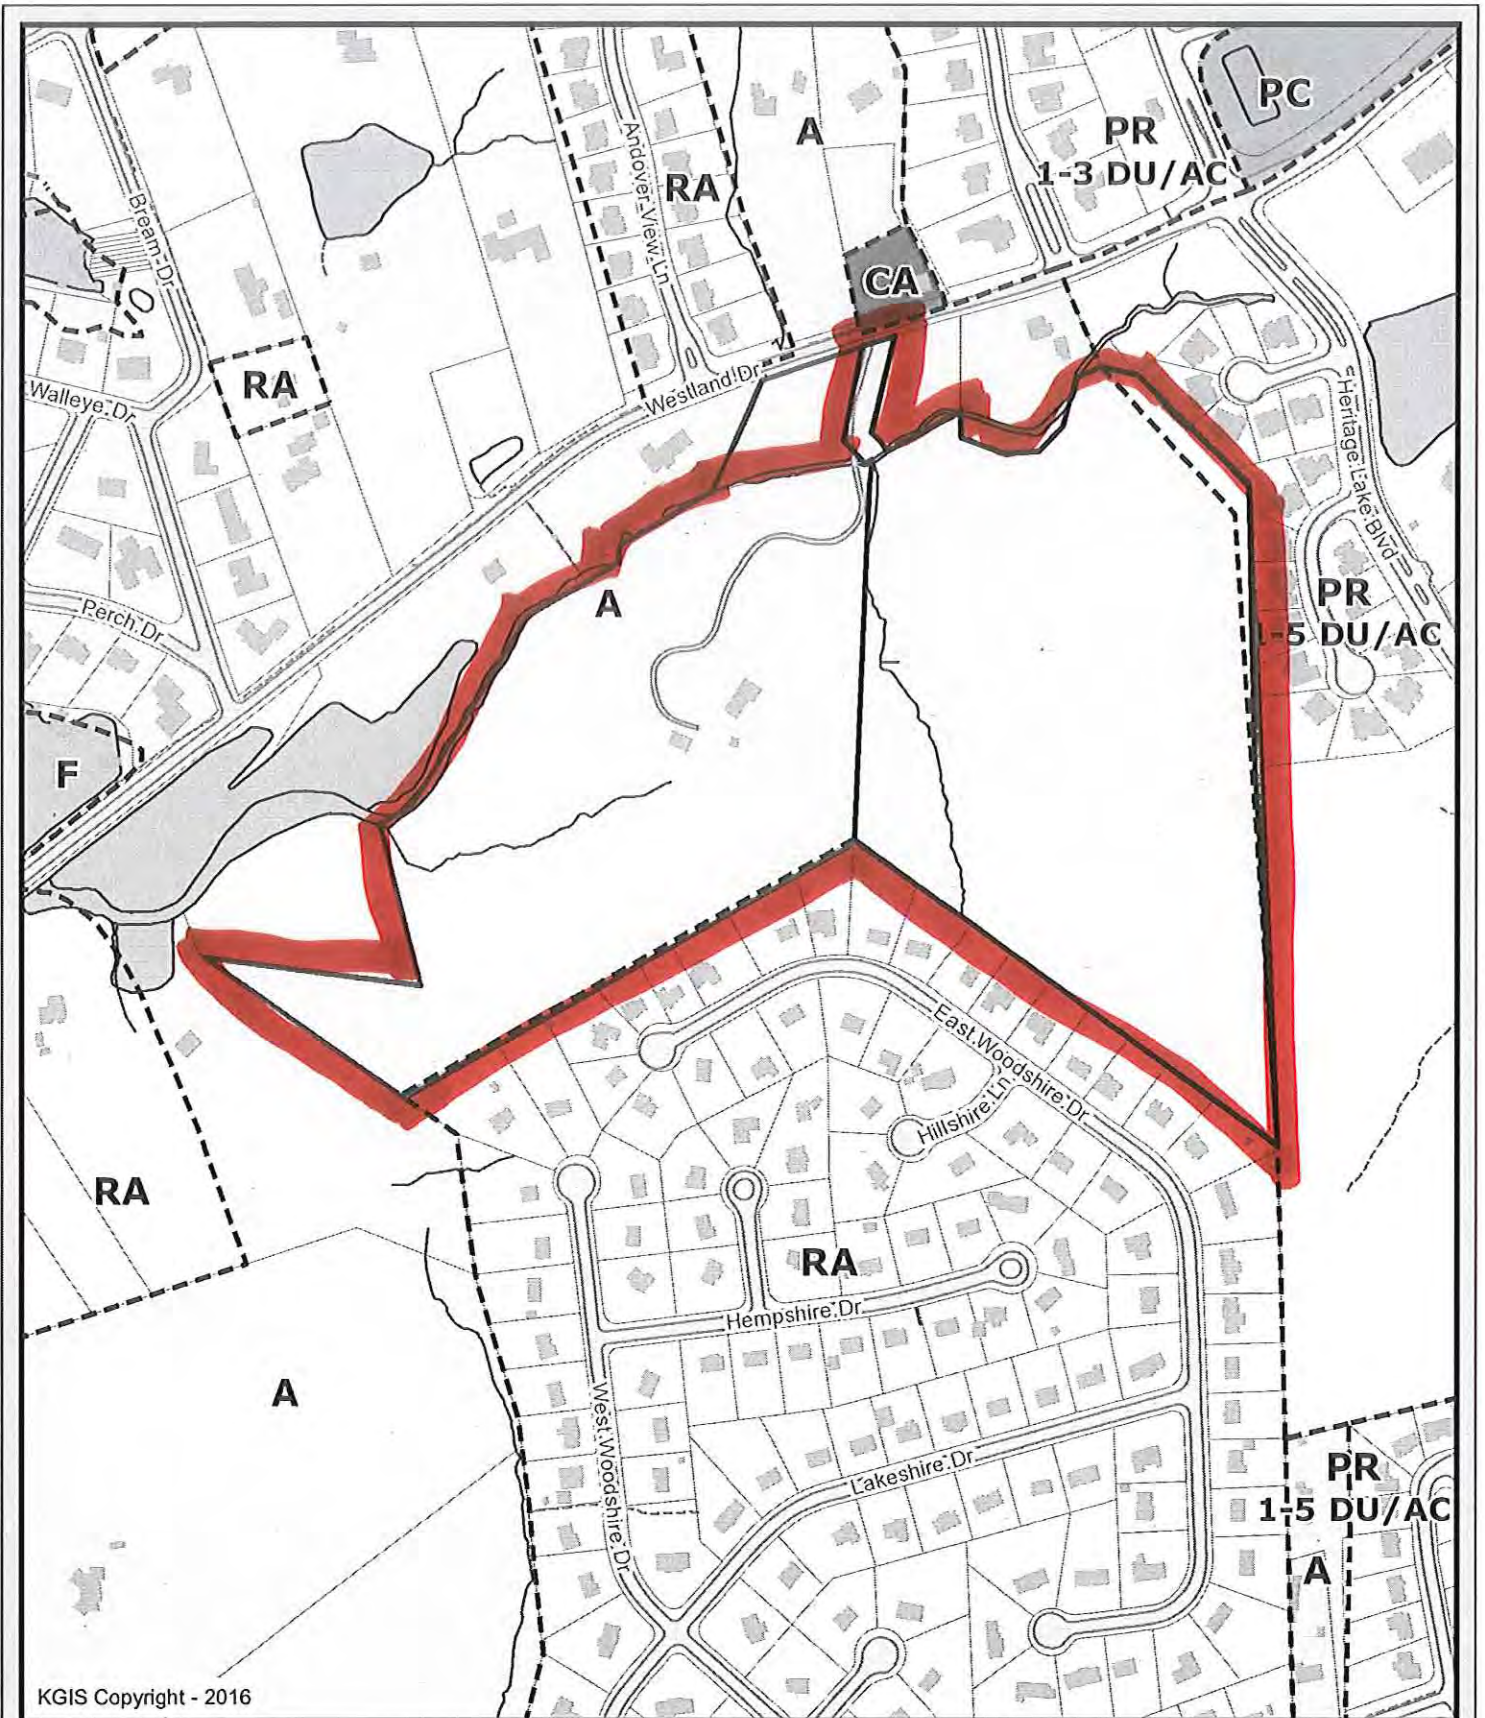 PC
A
PR
1-3 DU/AC
Andover View Ln
RA
Bream Dr
CA
RA
Walleye Dr
Westland Dr
Heritage Lake Blvd
A
PR
1-5 DU/AC
Perch Dr
F
East Woodshire Dr
Hillshire Ln
RA
RA
Hempshire Dr
A
West Woodshire Dr
Lakeshire Dr
PR
1-5 DU/AC
A
KGIS Copyright - 2016